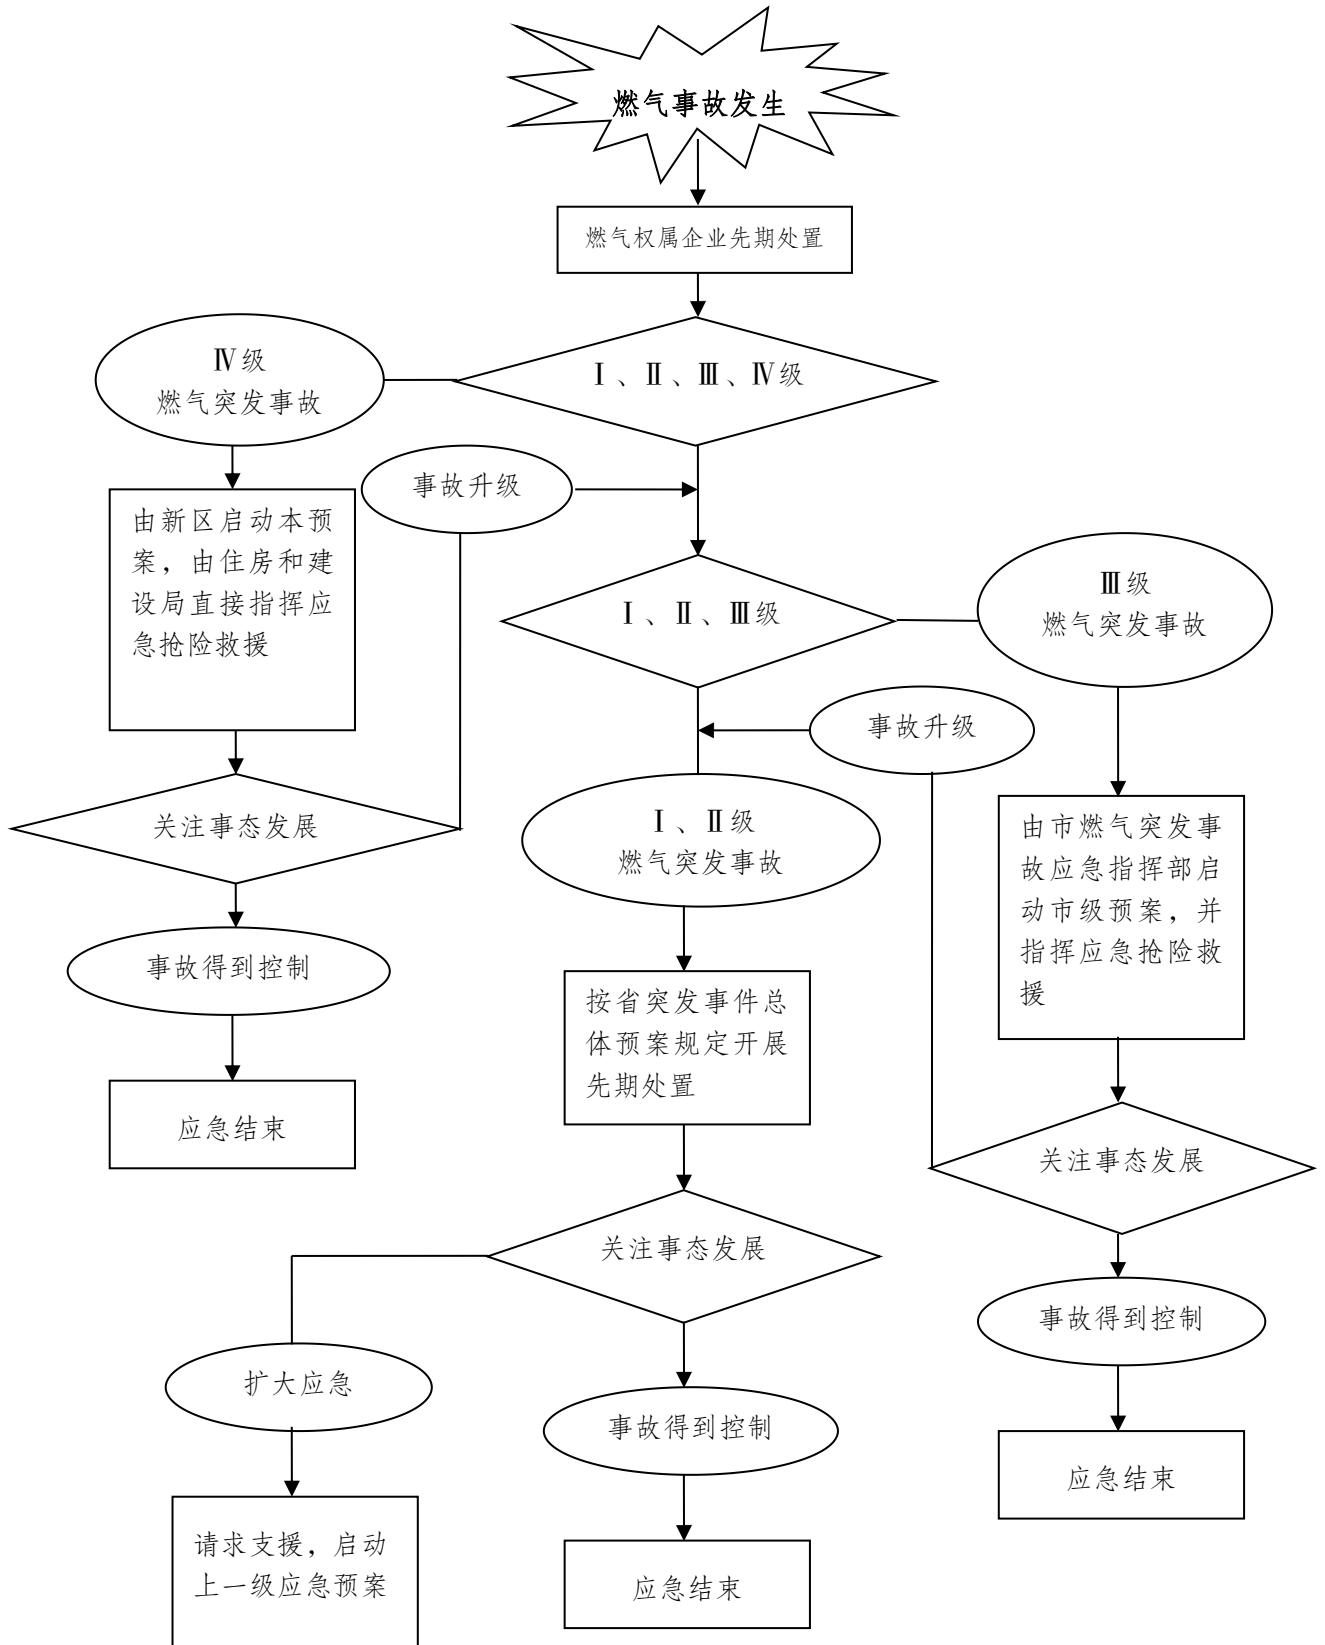 燃气事故发生
燃气权属企业先期处置
Ⅰ、Ⅱ、Ⅲ、Ⅳ级
Ⅳ级
燃气突发事故
事故升级
由新区启动本预
案，由住房和建
设局直接指挥应
急抢险救援
Ⅰ、Ⅱ、Ⅲ级
Ⅲ级
燃气突发事故
事故升级
关注事态发展
Ⅰ、Ⅱ级
燃气突发事故
由市燃气突发事
故应急指挥部启
动市级预案，并
指挥应急抢险救
援
事故得到控制
按省突发事件总
体预案规定开展
先期处置
应急结束
关注事态发展
关注事态发展
事故得到控制
扩大应急
事故得到控制
应急结束
请求支援，启动
上一级应急预案
应急结束